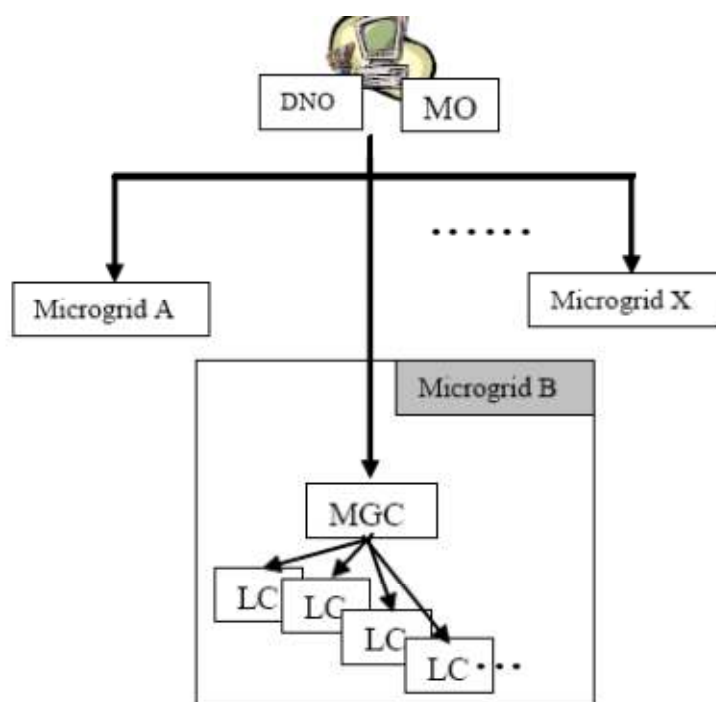 DNO
MO
......
Microgrid A
Microgrid X
Microgrid B
MGC
LC
LC
LC
LC ...